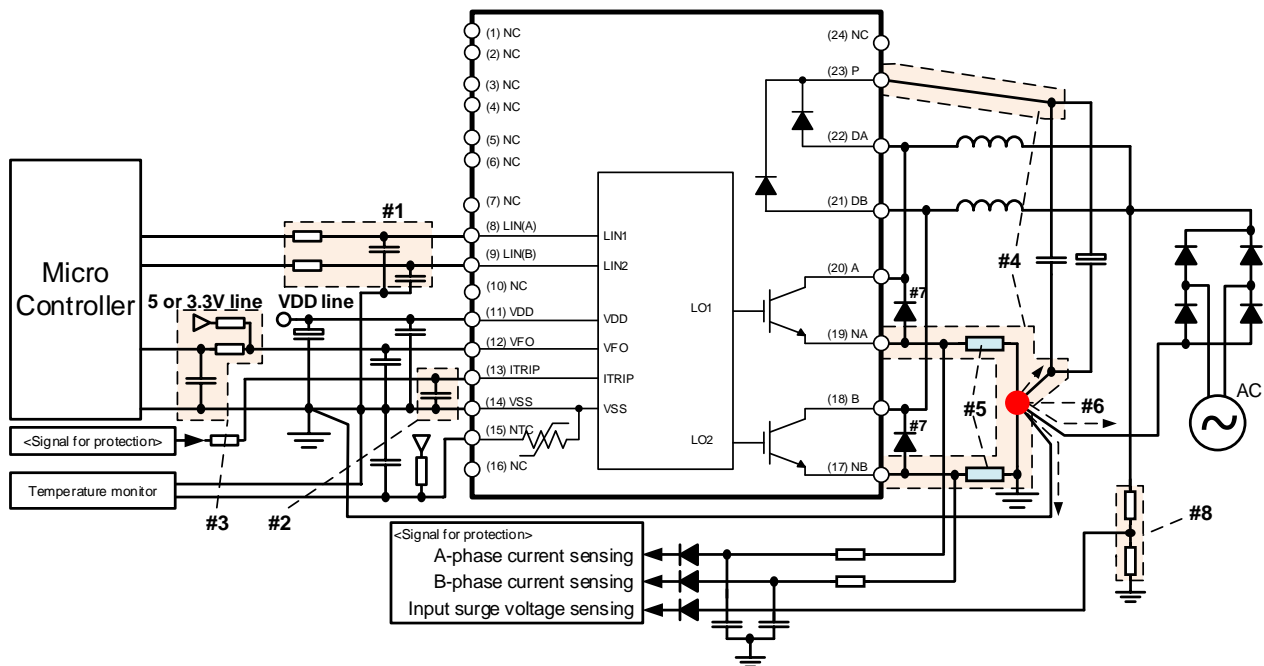 (1) NC
(2) NC
(3) NC
(4) NC
(5) NC
(6) NC
(7) NC
(8) LIN(A)
(9) LIN(B)
(10) NC
(11) VDD
(12) VFO
(13) ITRIP
(14) VSS
(15) NTC
(16) NC
LIN1
LIN2
VDD
VFO
ITRIP
VSS
LO1
LO2
(24) NC
(23) P
(22) DA
(21) DB
(20) A
(19) NA
(18) B
(17) NB
Micro
Controller
#1
5 or 3.3V line
VDD line
<Signal for protection>
Temperature monitor
#3
#2
#4
#7
#5
#6
#7
AC
#8
<Signal for protection>
A-phase current sensing
B-phase current sensing
Input surge voltage sensing